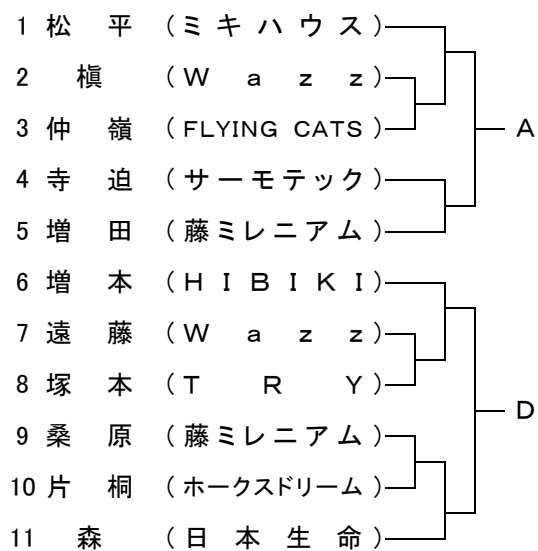 1 松 平 (ミキハウス)
2 槇 (Wazz)
3 仲 嶺 (FLYING CATS)
A
4 寺 迫 (サーモテック)
5 増 田 (藤ミレニアム)
6 増 本 (HIBIKI)
7 遠 藤 (Wazz)
8 塚 本 (TRY)
D
9 桑 原 (藤ミレニアム)
10 片 桐 (ホークスドリーム)
11 森 (日本生命)